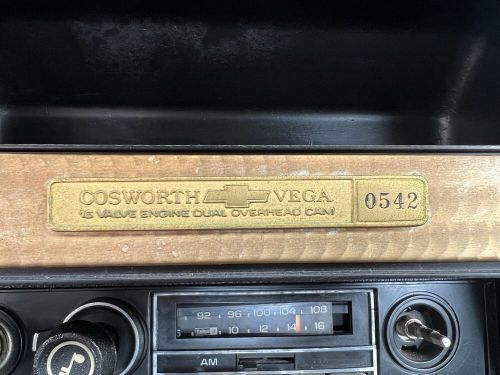 COSWORTH VEGA
16 VALVE ENGINE DUAL OVERHEAD CAM
0542
92 96 100 104 108
8 10 12 14 16
AM